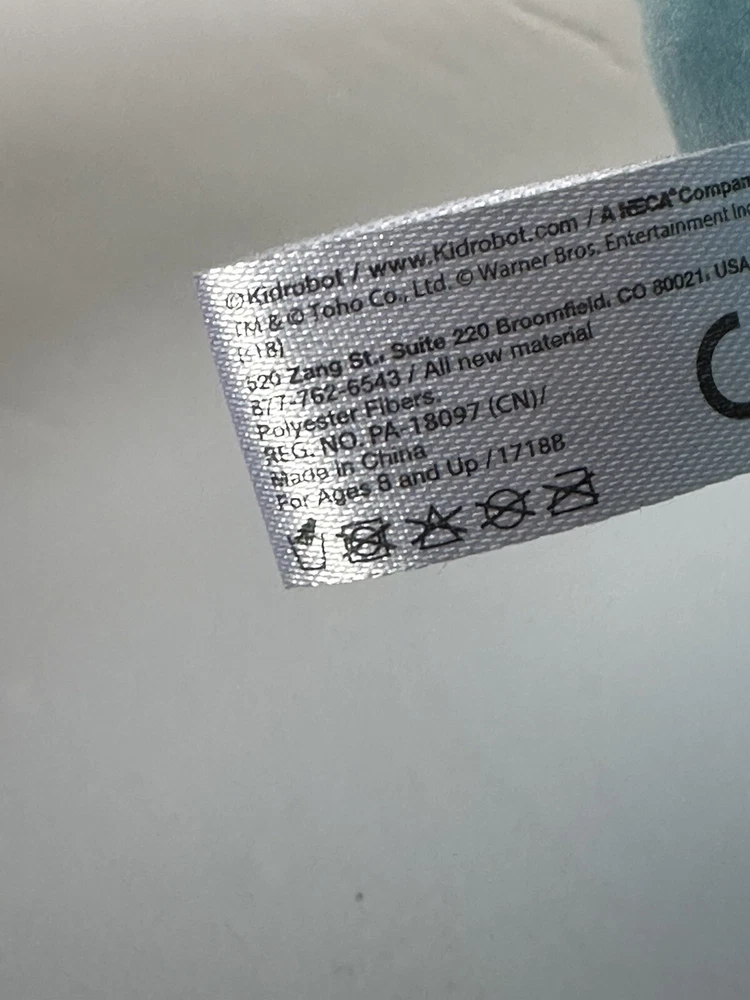 © Kidrobot / www.Kidrobot.com / A NECA® Compan
TM & © Toho Co., Ltd. © Warner Bros. Entertainment Inc
(s18)
520 Zang St., Suite 220 Broomfield, CO 80021, USA
877-762-6543 / All new material
Polyester Fibers.
REG. NO. PA-18097 (CN)/
Made in China
For Ages 8 and Up / 1718B